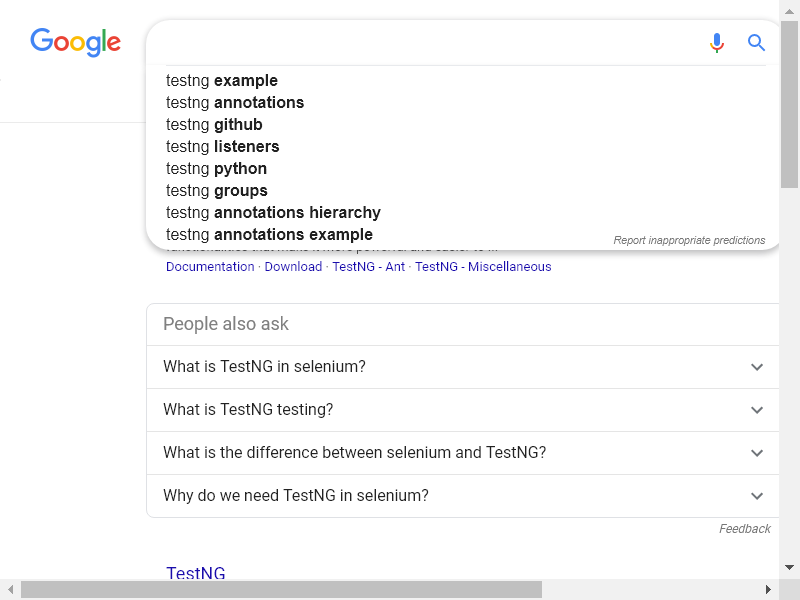 Google
testng example
testng annotations
testng github
testng listeners
testng python
testng groups
testng annotations hierarchy
testng annotations example
Report inappropriate predictions
Documentation · Download · TestNG - Ant · TestNG - Miscellaneous
People also ask
What is TestNG in selenium?
What is TestNG testing?
What is the difference between selenium and TestNG?
Why do we need TestNG in selenium?
Feedback
TestNG